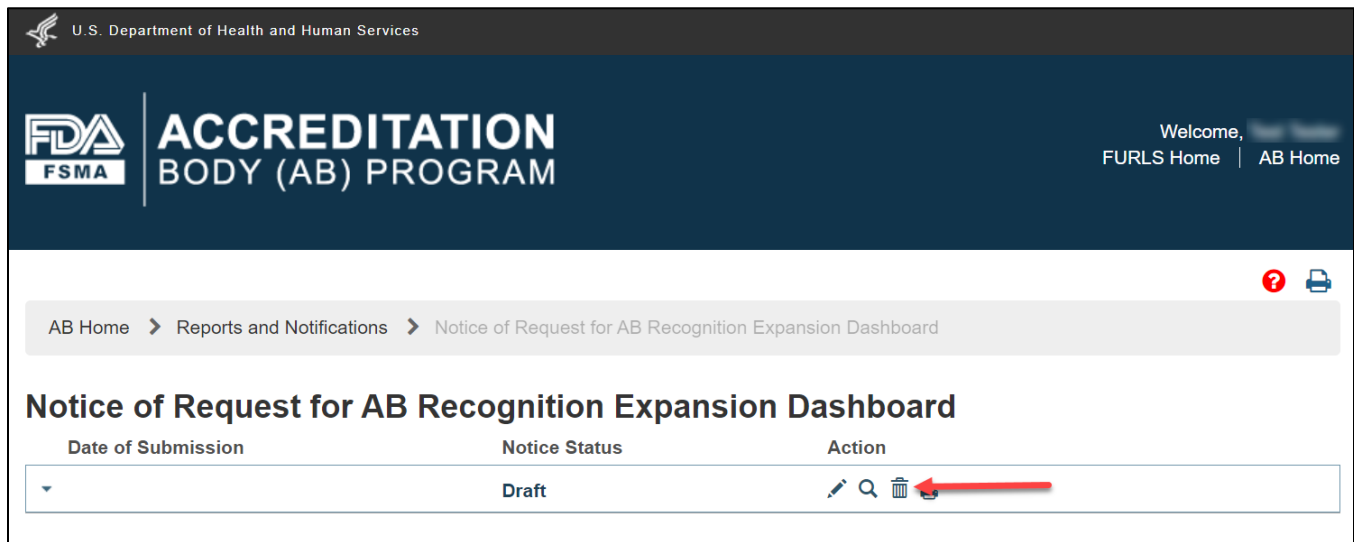 U.S. Department of Health and Human Services
FDA
FSMA
ACCREDITATION
BODY (AB) PROGRAM
Welcome,
FURLS Home | AB Home
AB Home > Reports and Notifications > Notice of Request for AB Recognition Expansion Dashboard
Notice of Request for AB Recognition Expansion Dashboard
Date of Submission Notice Status Action
Draft